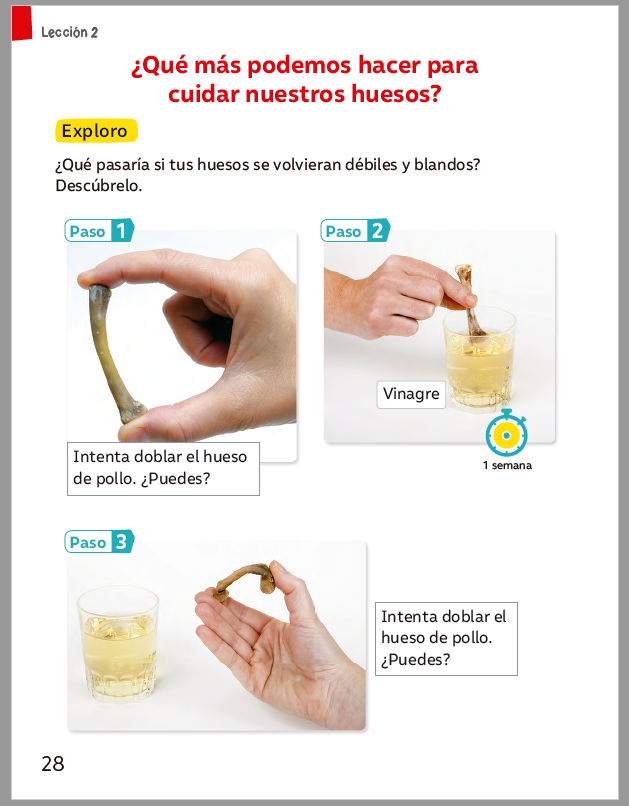 Lección 2
¿Qué más podemos hacer para
cuidar nuestros huesos?
Exploro
¿Qué pasaría si tus huesos se volvieran débiles y blandos?
Descúbrelo.
Paso 1
Intenta doblar el hueso
de pollo. ¿Puedes?
Paso 2
Vinagre
1 semana
Paso 3
Intenta doblar el
hueso de pollo.
¿Puedes?
28